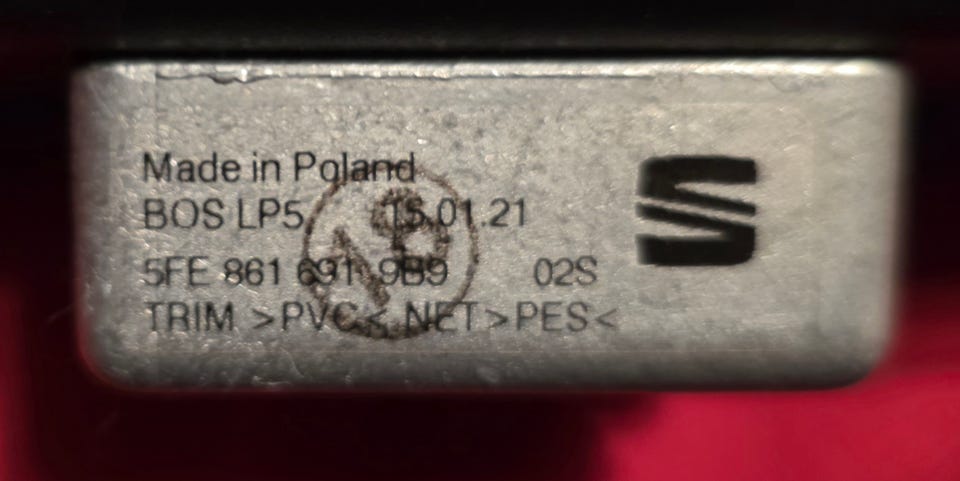 Made in Poland
BOS LP5 15.01.21
5FE 861 691 9B9 02S
TRIM >PVC< NET >PES<